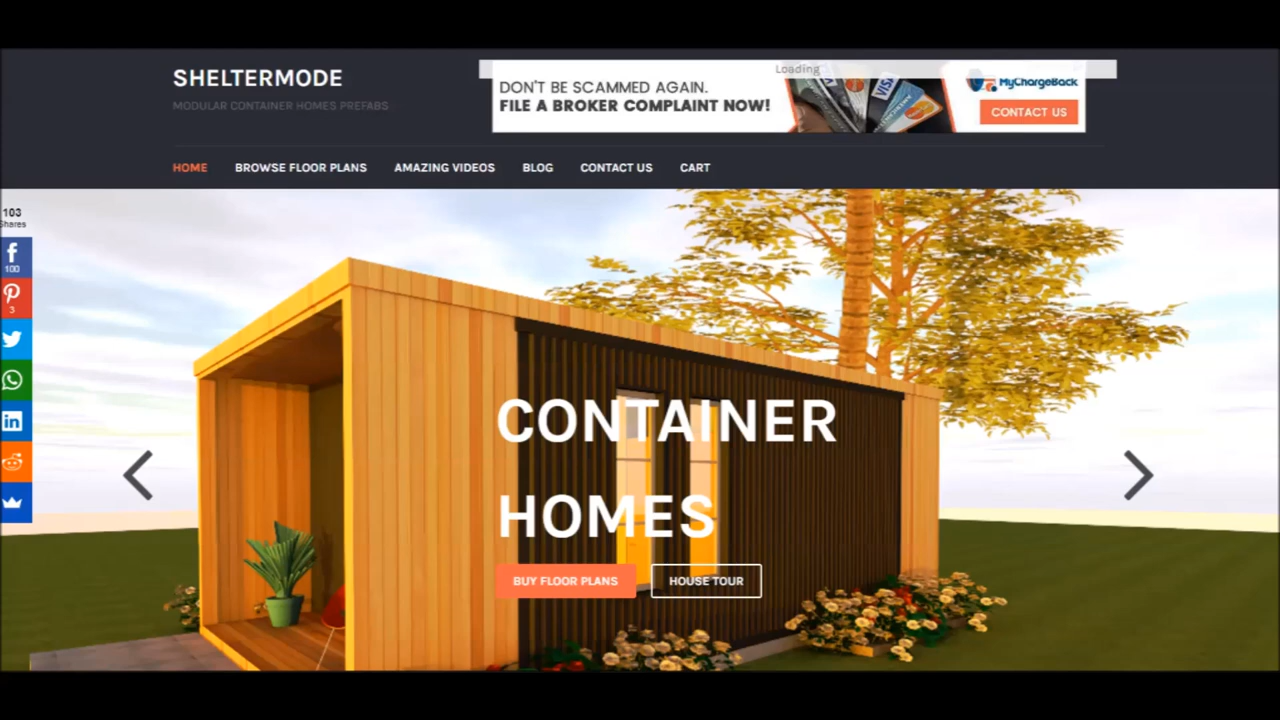 SHELTERMODE
MODULAR CONTAINER HOMES PREFABS
Loading
DON'T BE SCAMMED AGAIN.
FILE A BROKER COMPLAINT NOW!
VISA
MyChargeBack
CONTACT US
HOME BROWSE FLOOR PLANS AMAZING VIDEOS BLOG CONTACT US CART
103
Shares
100
3
CONTAINER
HOMES
BUY FLOOR PLANS HOUSE TOUR